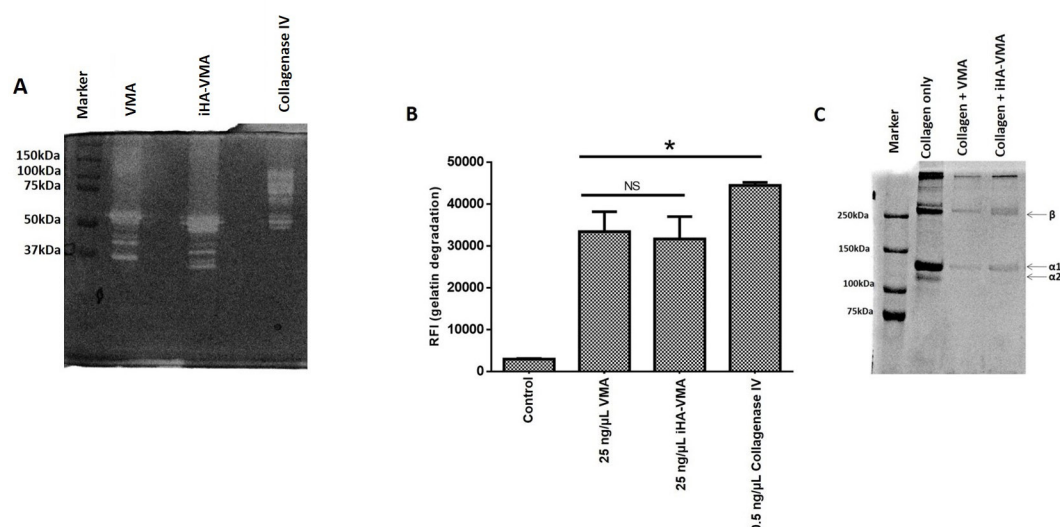 A
Marker
VMA
iHA-VMA
Collagenase IV
150kDa
100kDa
75kDa
50kDa
37kDa
B
*
NS
50000
40000
30000
20000
10000
0
RFI (gelatin degradation)
Control
25 ng/µL VMA
25 ng/µL iHA-VMA
0.5 ng/µL Collagenase IV
C
Marker
Collagen only
Collagen + VMA
Collagen + iHA-VMA
250kDa
150kDa
100kDa
75kDa
β
α1
α2